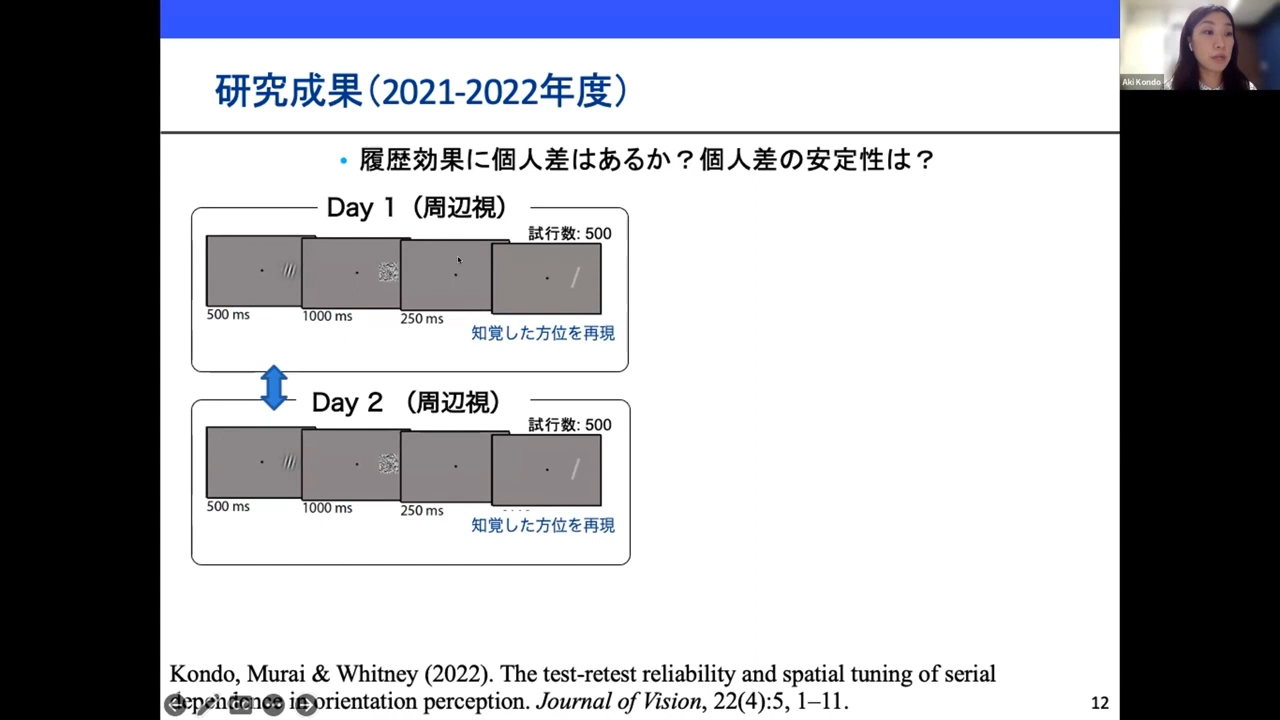 Aki Kondo
研究成果（2021-2022年度）
• 履歴効果に個人差はあるか？個人差の安定性は？
Day 1（周辺視）
試行数: 500
500 ms
1000 ms
250 ms
知覚した方位を再現
Day 2 （周辺視）
試行数: 500
500 ms
1000 ms
250 ms
知覚した方位を再現
Kondo, Murai & Whitney (2022). The test-retest reliability and spatial tuning of serial
dependence in orientation perception. Journal of Vision, 22(4):5, 1–11.
12